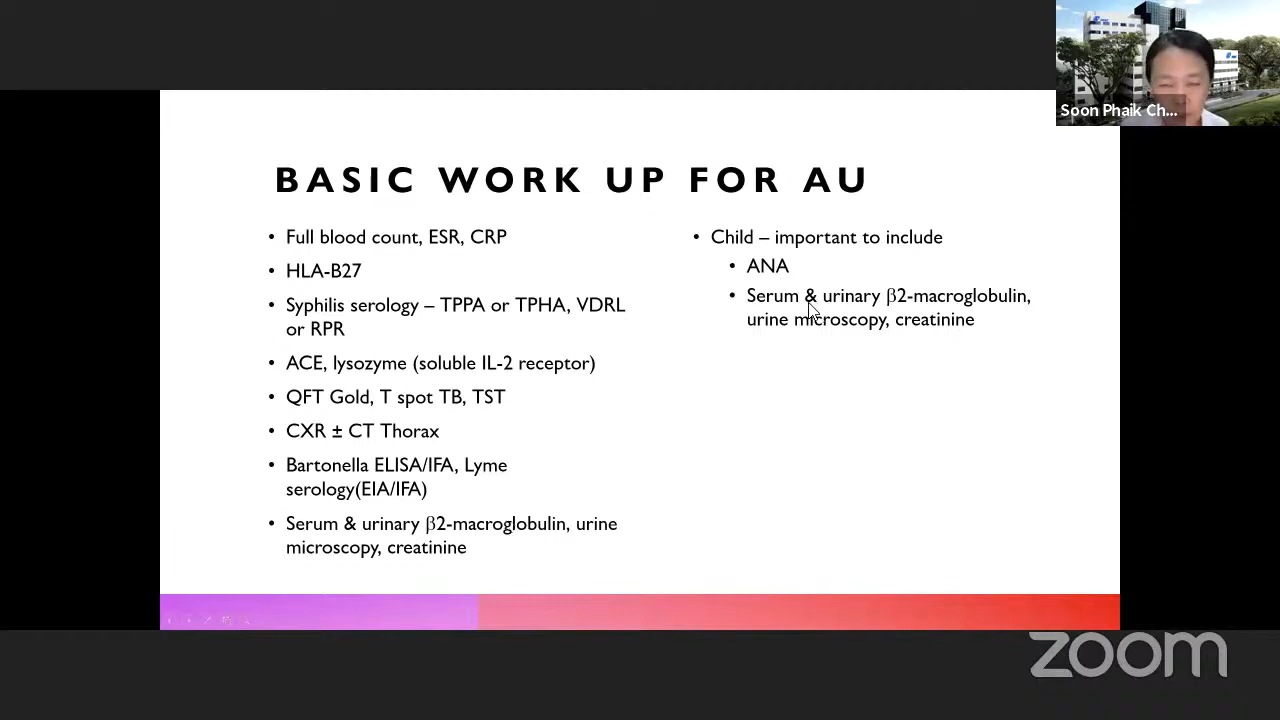 Soon Phaik Ch...
BASIC WORK UP FOR AU
• Full blood count, ESR, CRP
• HLA-B27
• Syphilis serology – TPPA or TPHA, VDRL
or RPR
• ACE, lysozyme (soluble IL-2 receptor)
• QFT Gold, T spot TB, TST
• CXR ± CT Thorax
• Bartonella ELISA/IFA, Lyme
serology(EIA/IFA)
• Serum & urinary β2-macroglobulin, urine
microscopy, creatinine
• Child – important to include
• ANA
• Serum & urinary β2-macroglobulin,
urine microscopy, creatinine
zoom